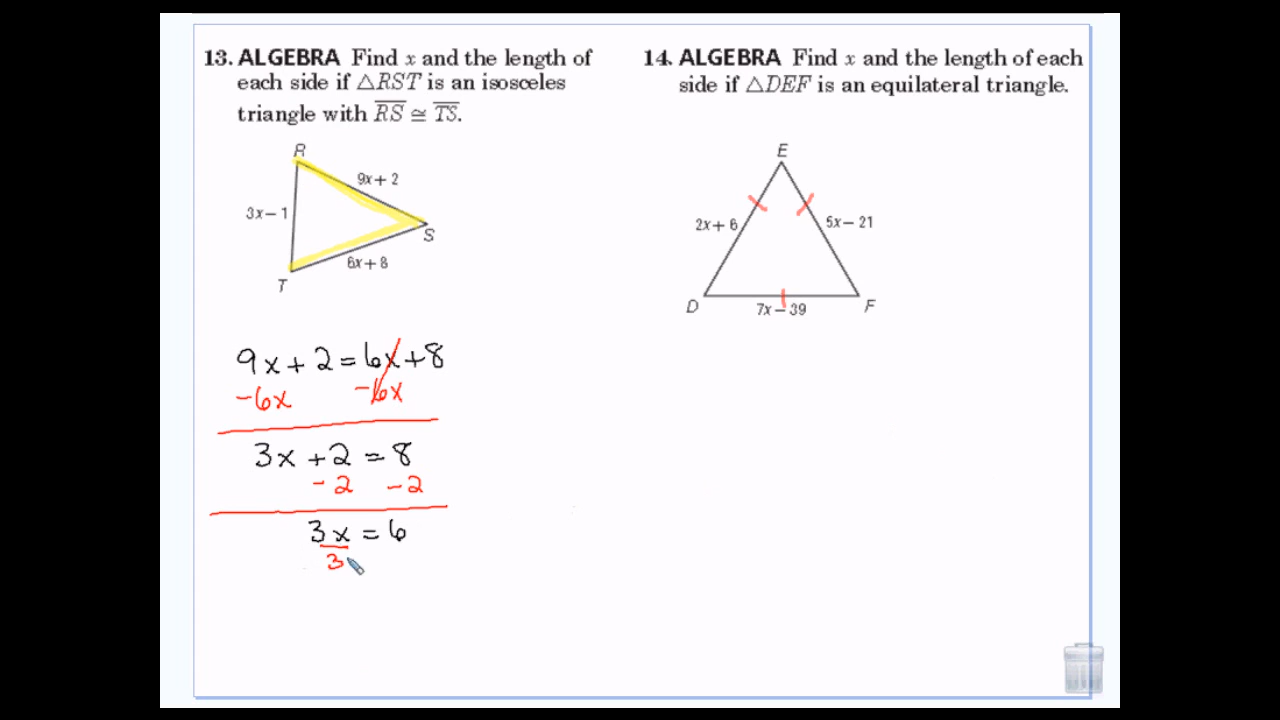 13. ALGEBRA Find x and the length of
each side if △RST is an isosceles
triangle with R̅S̅ ≅ T̅S̅.
R
9x + 2
3x − 1
S
6x + 8
T
9x + 2 = 6x + 8
-6x -6x
3x + 2 = 8
-2 -2
3x = 6
3
14. ALGEBRA Find x and the length of each
side if △DEF is an equilateral triangle.
E
2x + 6
5x − 21
D
7x − 39
F